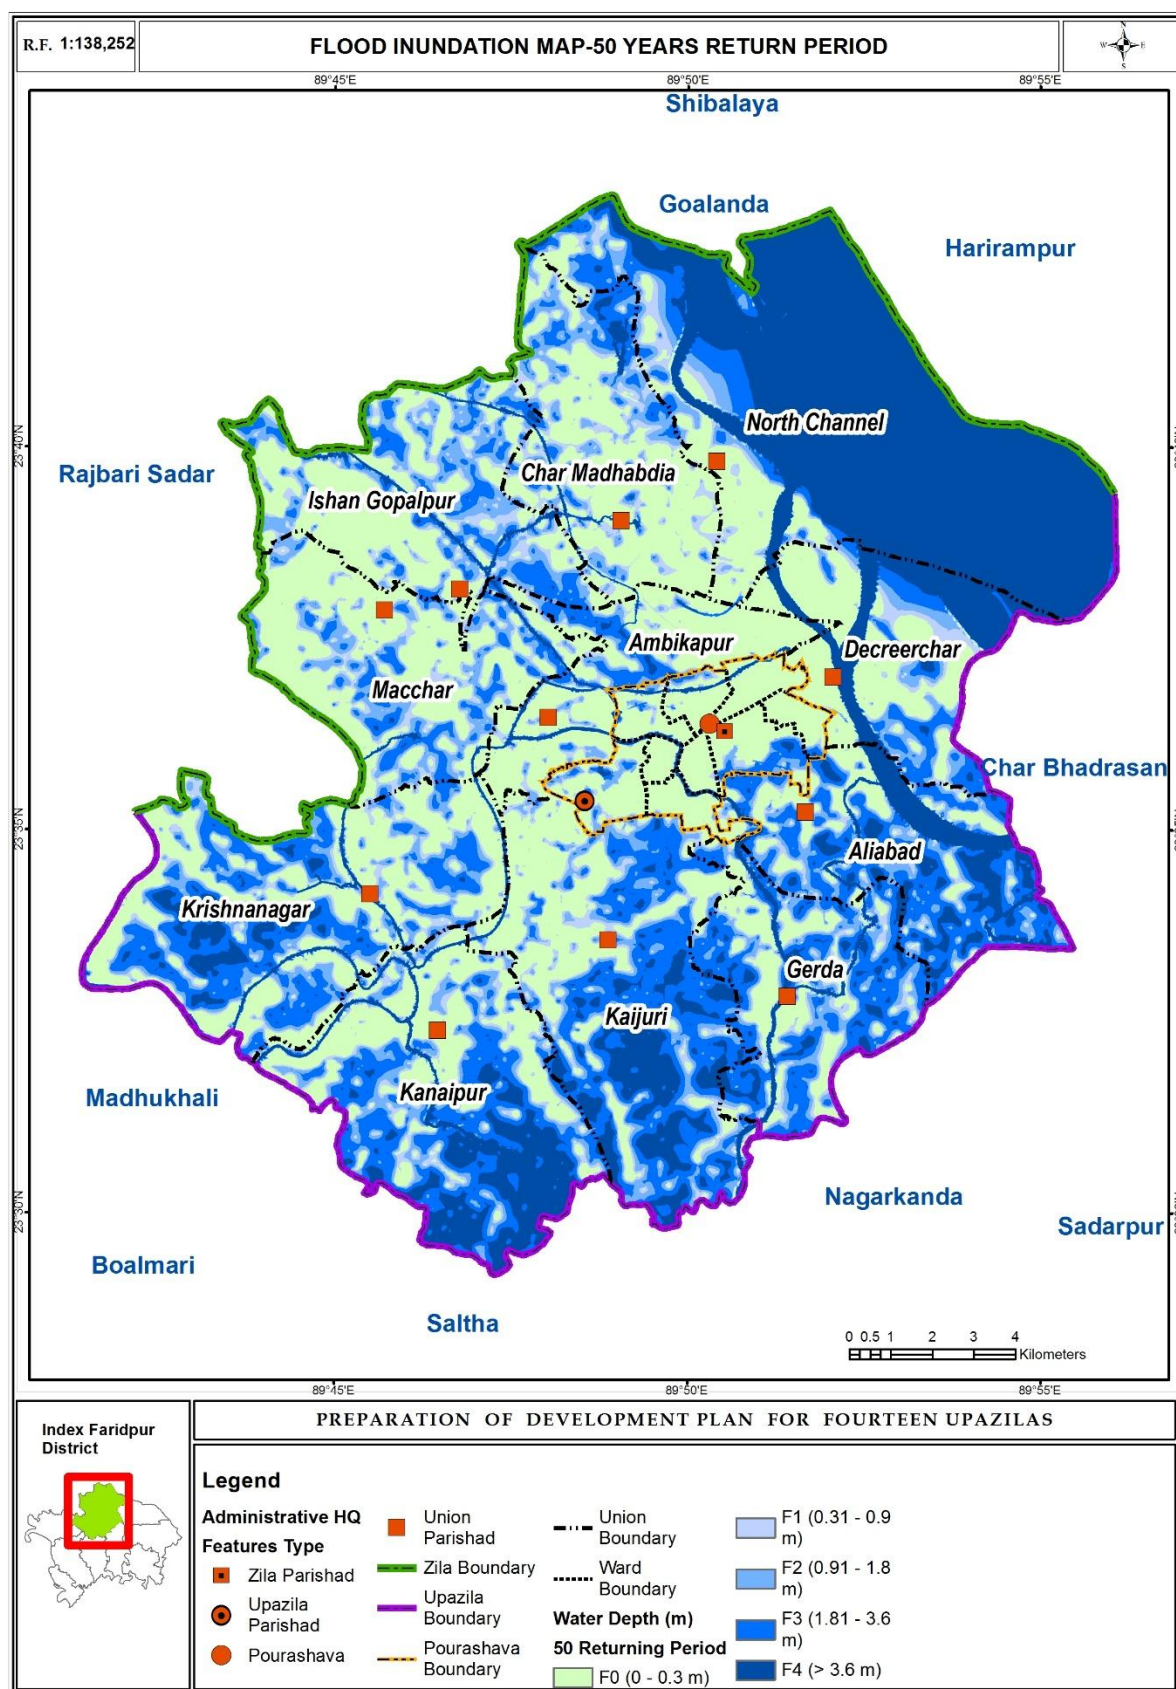 R.F. 1:138,252
FLOOD INUNDATION MAP-50 YEARS RETURN PERIOD
N
W E
S
89°45'E 89°50'E 89°55'E
Shibalaya
Goalanda
Harirampur
North Channel
23°40'N
Rajbari Sadar
Char Madhabdia
Ishan Gopalpur
Ambikapur
Decreerchar
Macchar
Char Bhadrasan
23°35'N
Aliabad
Krishnanagar
Gerda
Kaijuri
Madhukhali
Kanaipur
Nagarkanda
23°30'N
Sadarpur
Boalmari
Saltha
0 0.5 1 2 3 4
Kilometers
89°45'E 89°50'E 89°55'E
Index Faridpur
District
PREPARATION OF DEVELOPMENT PLAN FOR FOURTEEN UPAZILAS
Legend
Administrative HQ
Features Type
Zila Parishad
Upazila
Parishad
Pourashava
Union
Parishad
Zila Boundary
Upazila
Boundary
Pourashava
Boundary
Union
Boundary
Ward
Boundary
Water Depth (m)
50 Returning Period
F0 (0 - 0.3 m)
F1 (0.31 - 0.9
m)
F2 (0.91 - 1.8
m)
F3 (1.81 - 3.6
m)
F4 (> 3.6 m)